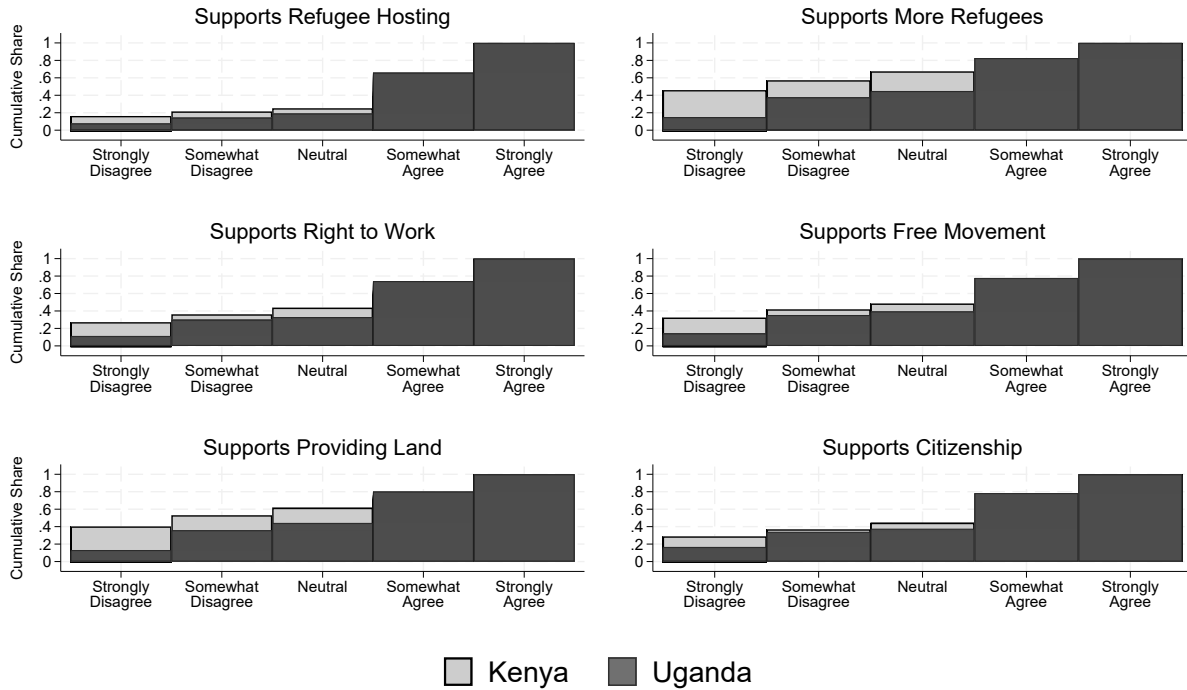 Supports Refugee Hosting
Cumulative Share
1
.8
.6
.4
.2
0
Strongly Disagree
Somewhat Disagree
Neutral
Somewhat Agree
Strongly Agree
Supports More Refugees
1
.8
.6
.4
.2
0
Strongly Disagree
Somewhat Disagree
Neutral
Somewhat Agree
Strongly Agree
Supports Right to Work
Cumulative Share
1
.8
.6
.4
.2
0
Strongly Disagree
Somewhat Disagree
Neutral
Somewhat Agree
Strongly Agree
Supports Free Movement
1
.8
.6
.4
.2
0
Strongly Disagree
Somewhat Disagree
Neutral
Somewhat Agree
Strongly Agree
Supports Providing Land
Cumulative Share
1
.8
.6
.4
.2
0
Strongly Disagree
Somewhat Disagree
Neutral
Somewhat Agree
Strongly Agree
Supports Citizenship
1
.8
.6
.4
.2
0
Strongly Disagree
Somewhat Disagree
Neutral
Somewhat Agree
Strongly Agree
Kenya
Uganda